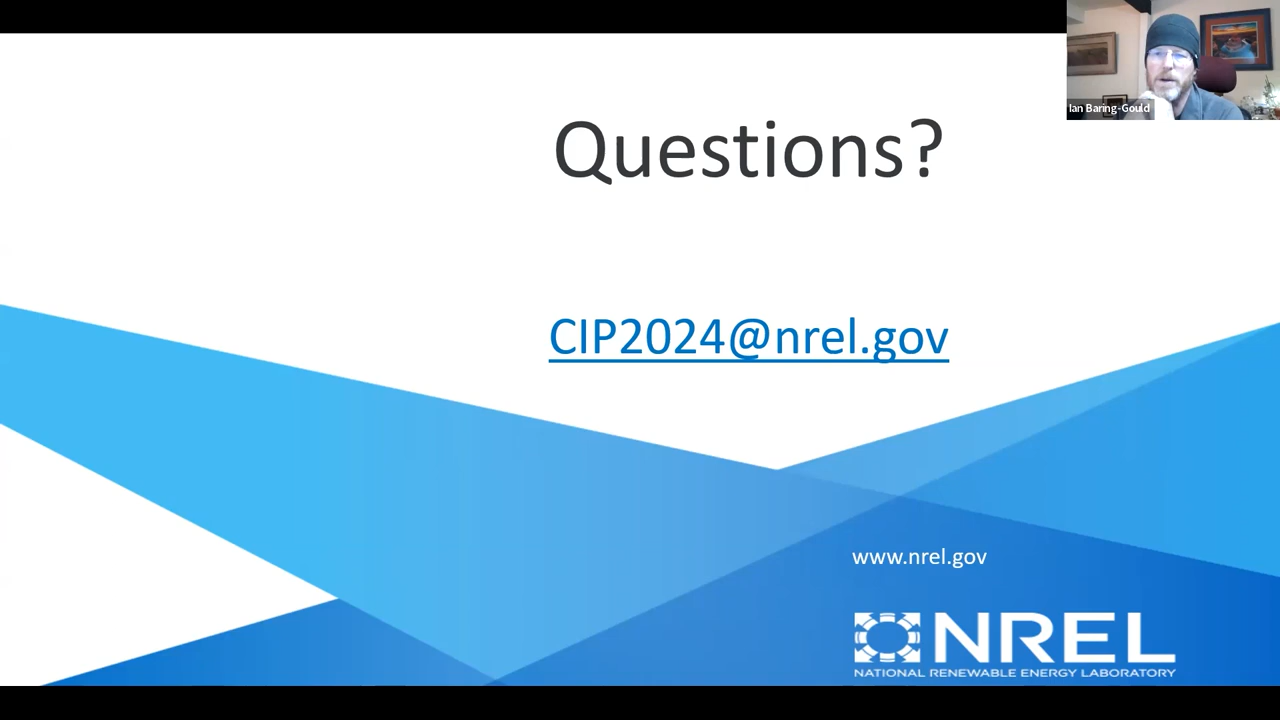 Ian Baring-Gould
Questions?
CIP2024@nrel.gov
www.nrel.gov
NREL
NATIONAL RENEWABLE ENERGY LABORATORY